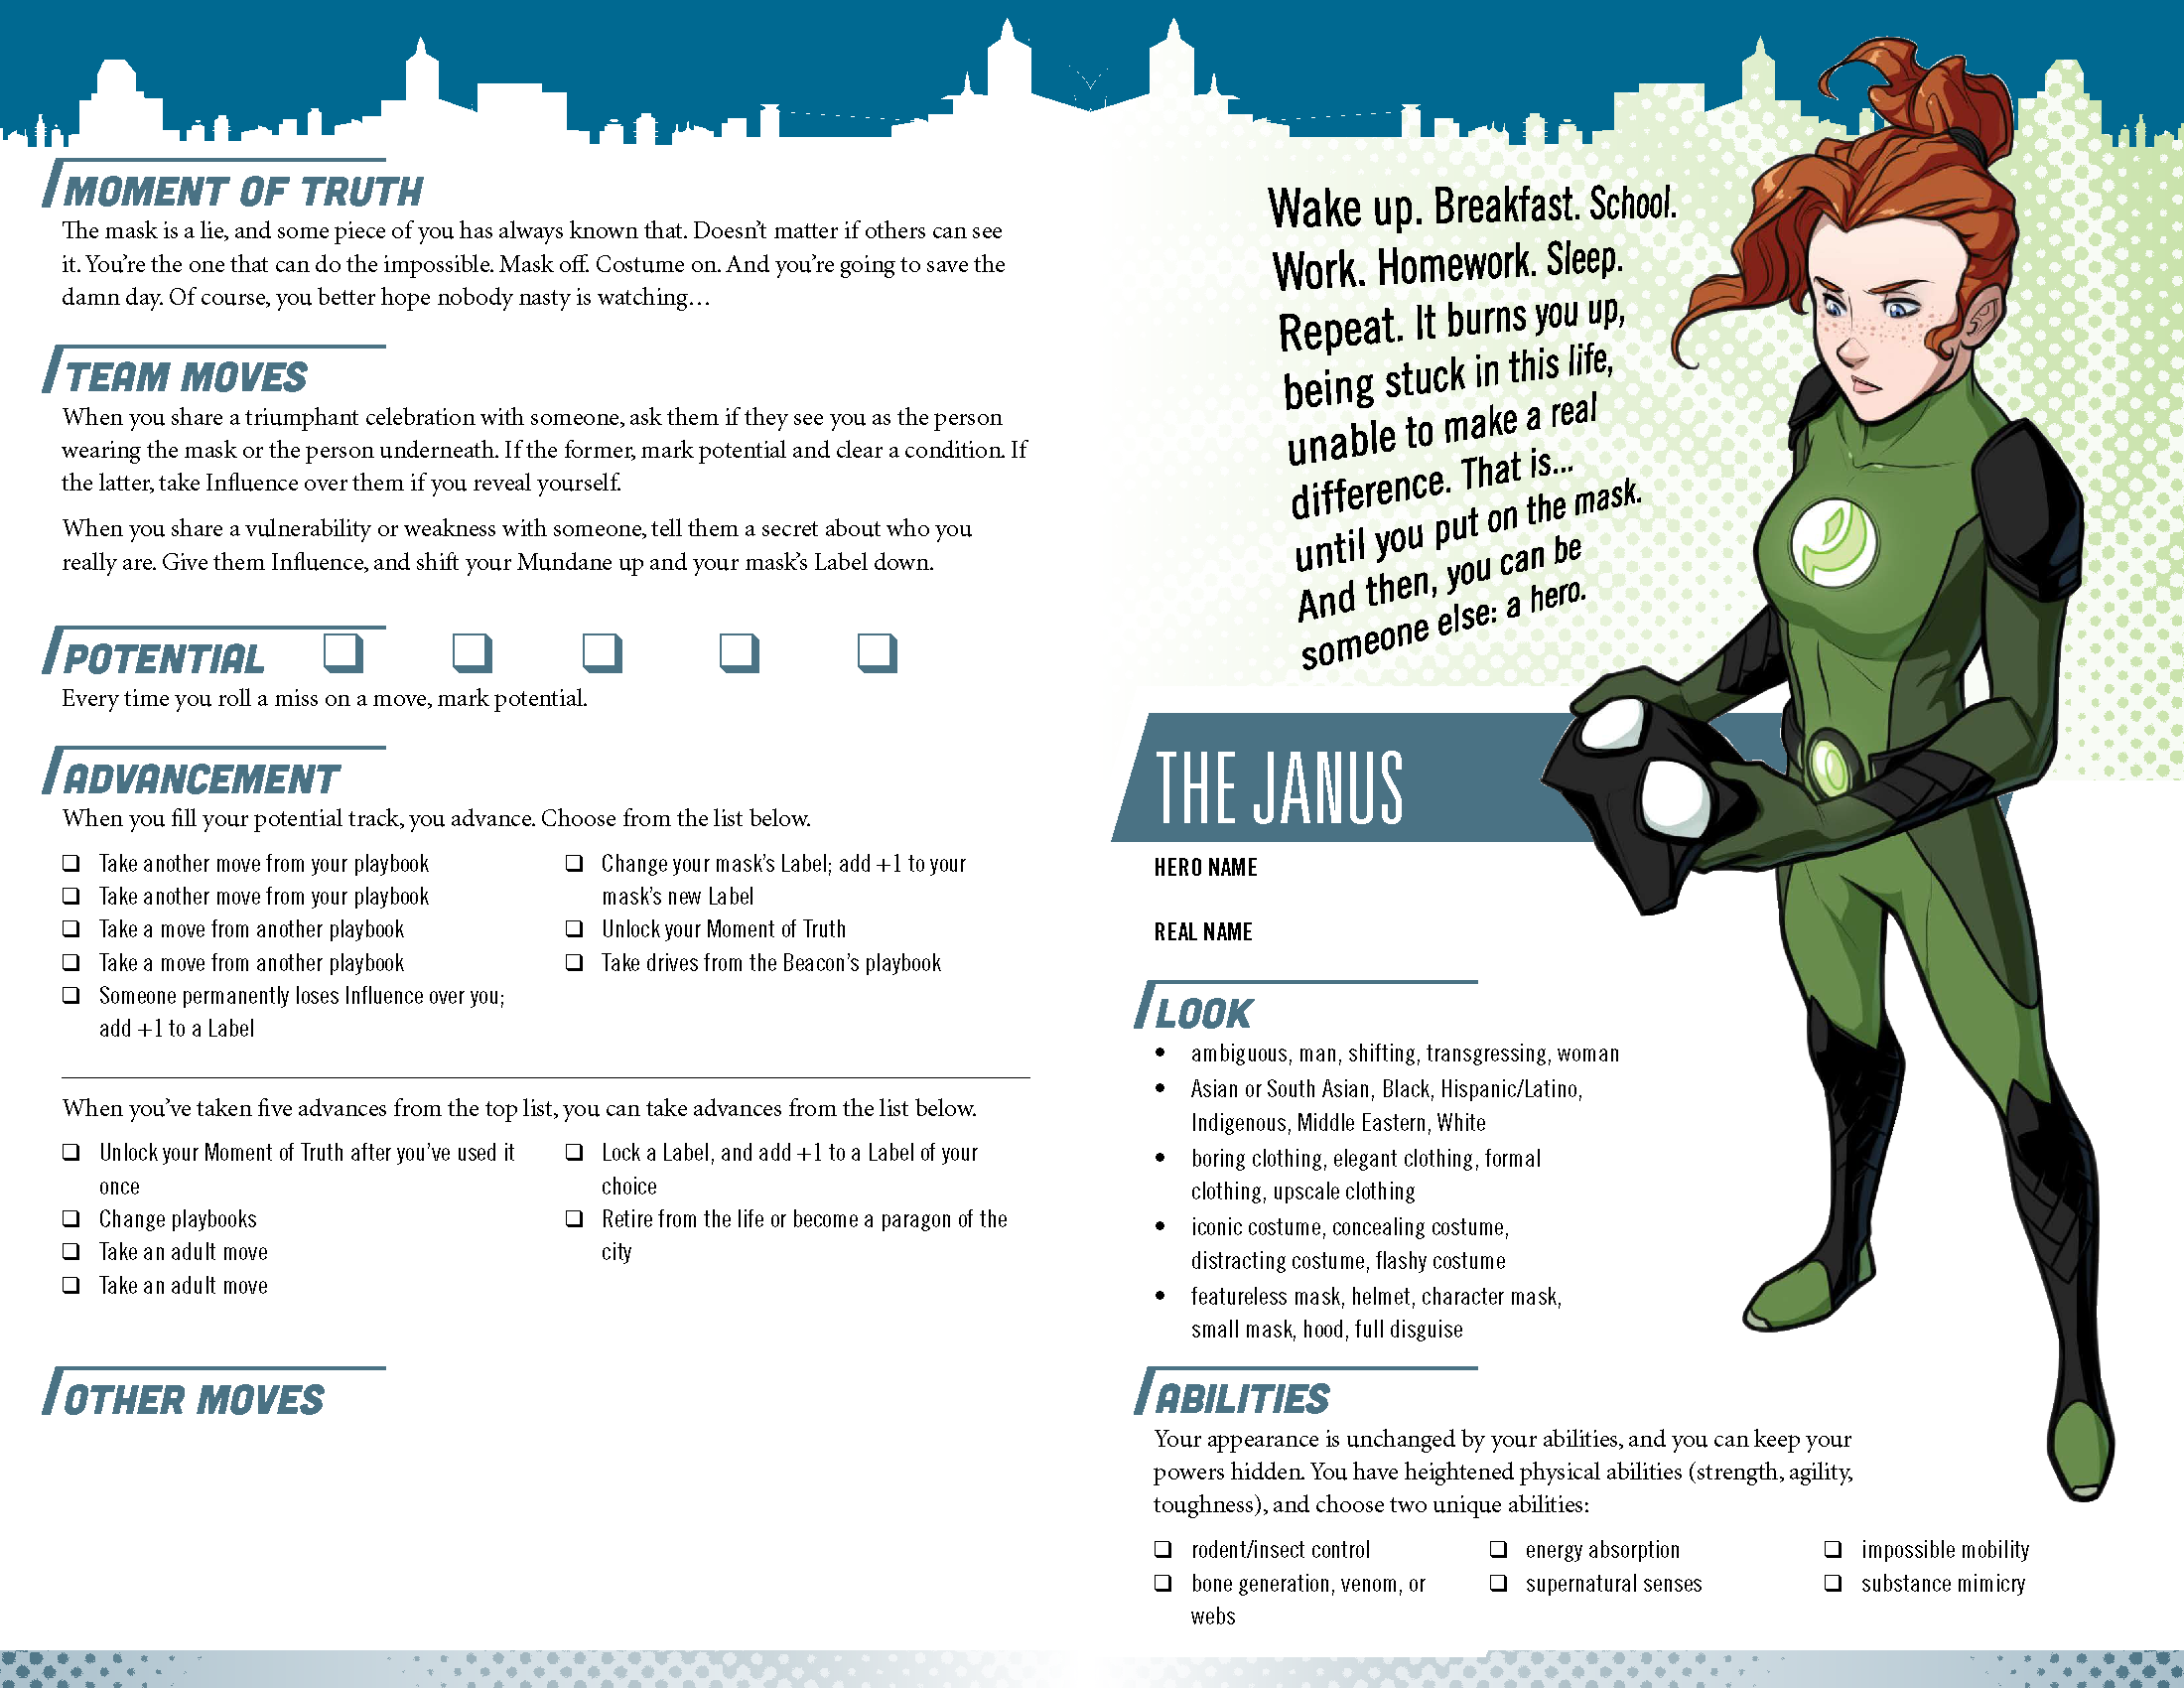 MOMENT OF TRUTH
The mask is a lie, and some piece of you has always known that. Doesn’t matter if others can see
it. You’re the one that can do the impossible. Mask off. Costume on. And you’re going to save the
damn day. Of course, you better hope nobody nasty is watching…
TEAM MOVES
When you share a triumphant celebration with someone, ask them if they see you as the person
wearing the mask or the person underneath. If the former, mark potential and clear a condition. If
the latter, take Influence over them if you reveal yourself.
When you share a vulnerability or weakness with someone, tell them a secret about who you
really are. Give them Influence, and shift your Mundane up and your mask’s Label down.
POTENTIAL
Every time you roll a miss on a move, mark potential.
ADVANCEMENT
When you fill your potential track, you advance. Choose from the list below.
❑ Take another move from your playbook
❑ Take another move from your playbook
❑ Take a move from another playbook
❑ Take a move from another playbook
❑ Someone permanently loses Influence over you;
add +1 to a Label
❑ Change your mask’s Label; add +1 to your
mask’s new Label
❑ Unlock your Moment of Truth
❑ Take drives from the Beacon’s playbook
When you’ve taken five advances from the top list, you can take advances from the list below.
❑ Unlock your Moment of Truth after you’ve used it
once
❑ Change playbooks
❑ Take an adult move
❑ Take an adult move
❑ Lock a Label, and add +1 to a Label of your
choice
❑ Retire from the life or become a paragon of the
city
OTHER MOVES
Wake up. Breakfast. School.
Work. Homework. Sleep.
Repeat. It burns you up,
being stuck in this life,
unable to make a real
difference. That is...
until you put on the mask.
And then, you can be
someone else: a hero.
THE JANUS
HERO NAME
REAL NAME
LOOK
• ambiguous, man, shifting, transgressing, woman
• Asian or South Asian, Black, Hispanic/Latino,
Indigenous, Middle Eastern, White
• boring clothing, elegant clothing, formal
clothing, upscale clothing
• iconic costume, concealing costume,
distracting costume, flashy costume
• featureless mask, helmet, character mask,
small mask, hood, full disguise
ABILITIES
Your appearance is unchanged by your abilities, and you can keep your
powers hidden. You have heightened physical abilities (strength, agility,
toughness), and choose two unique abilities:
❑ rodent/insect control
❑ bone generation, venom, or
webs
❑ energy absorption
❑ supernatural senses
❑ impossible mobility
❑ substance mimicry